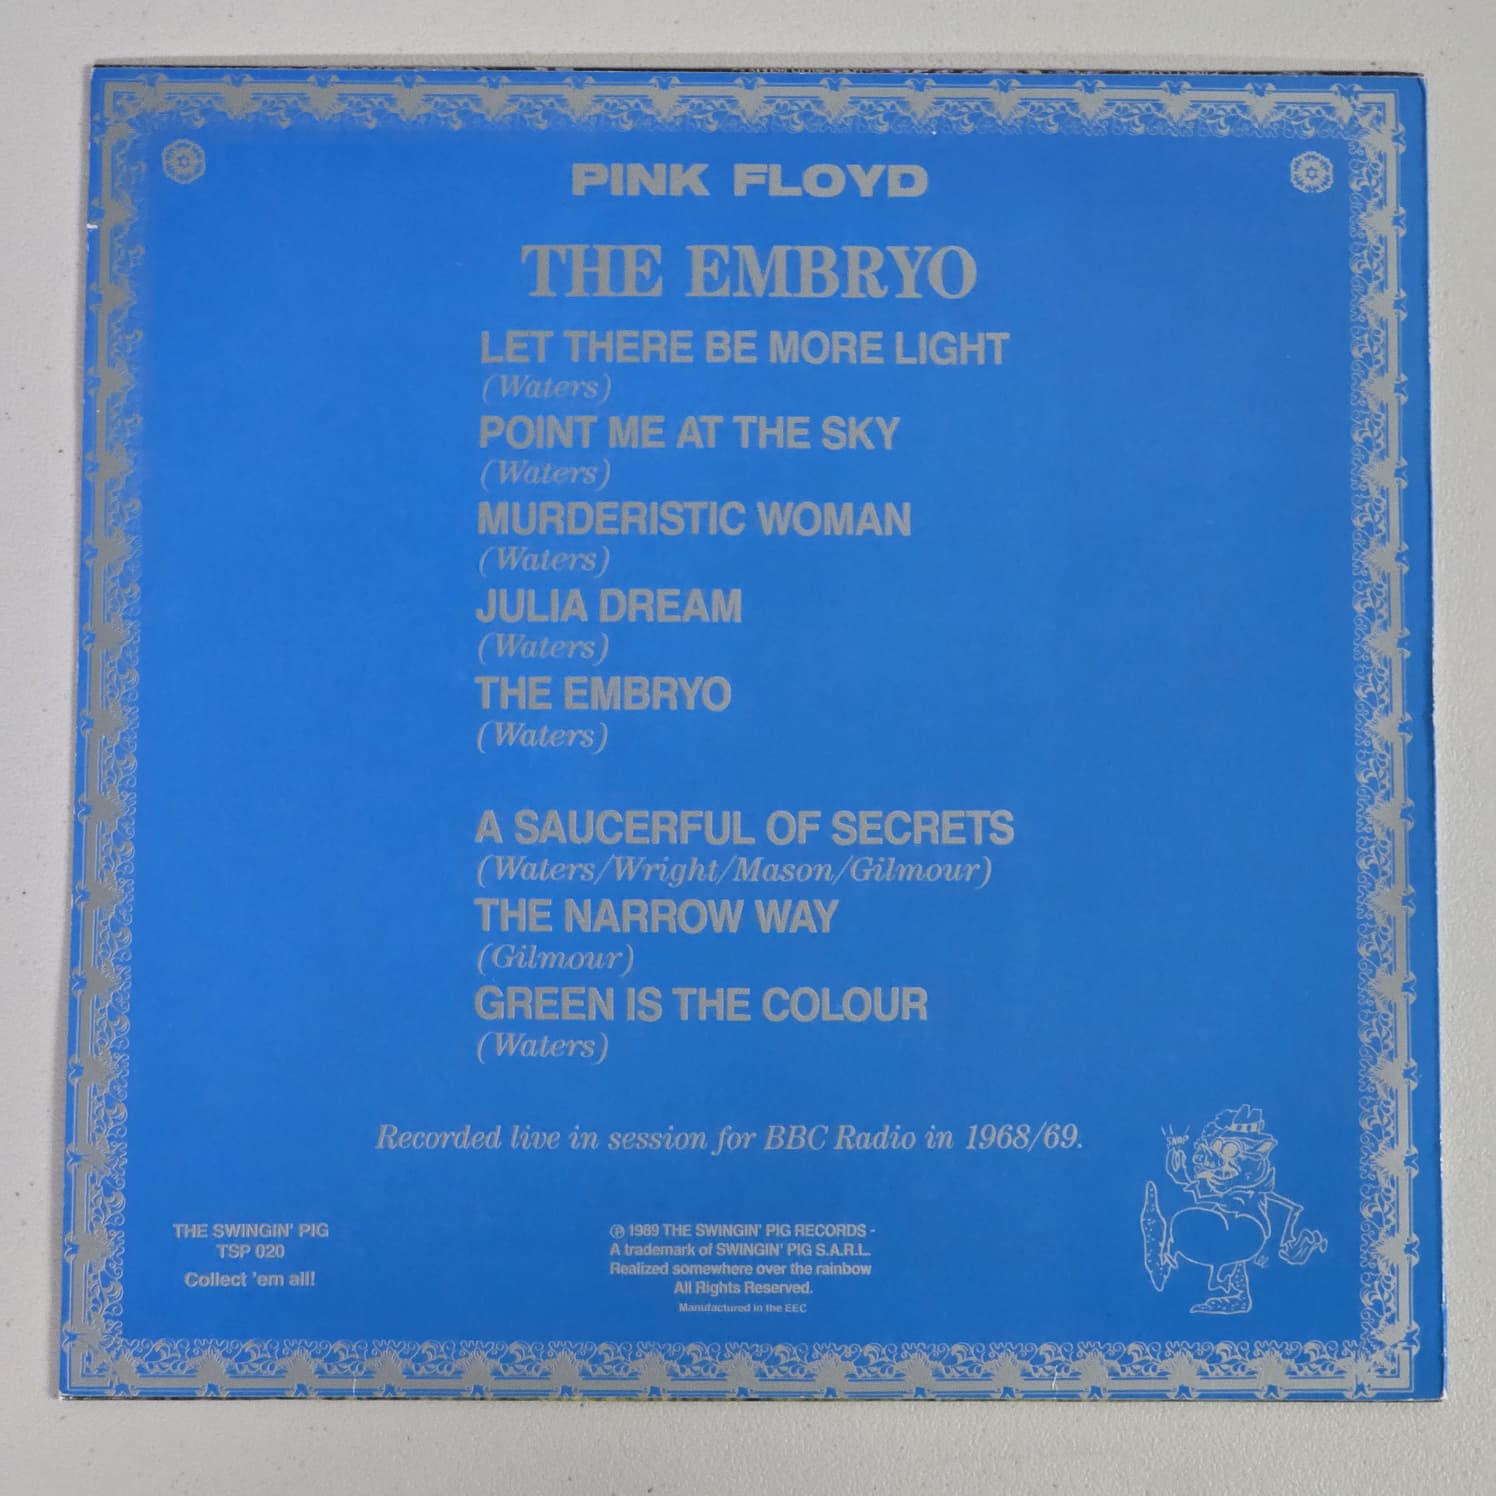 PINK FLOYD
THE EMBRYO
LET THERE BE MORE LIGHT
(Waters)
POINT ME AT THE SKY
(Waters)
MURDERISTIC WOMAN
(Waters)
JULIA DREAM
(Waters)
THE EMBRYO
(Waters)
A SAUCERFUL OF SECRETS
(Waters/Wright/Mason/Gilmour)
THE NARROW WAY
(Gilmour)
GREEN IS THE COLOUR
(Waters)
Recorded live in session for BBC Radio in 1968/69.
THE SWINGIN' PIG
TSP 020
Collect 'em all!
℗ 1989 THE SWINGIN' PIG RECORDS -
A trademark of SWINGIN' PIG S.A.R.L.
Realized somewhere over the rainbow
All Rights Reserved.
Manufactured in the EEC